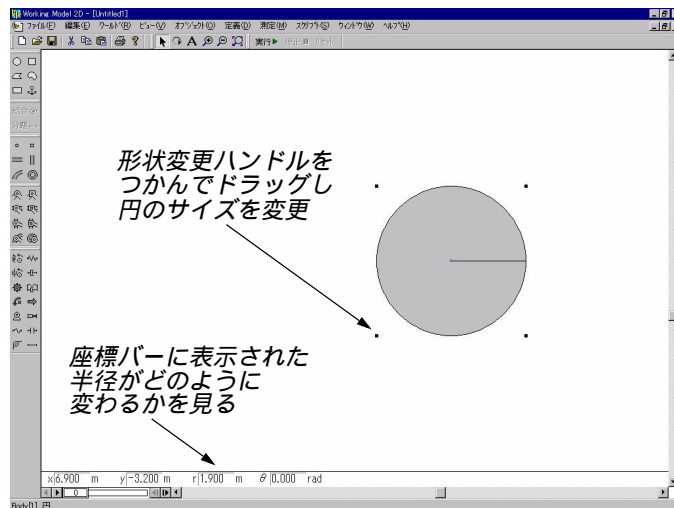 Working Model 2D - [Untitled1]
ﾌｧｲﾙ(F) 編集(E) ﾜｰﾙﾄﾞ(R) ﾋﾞｭｰ(V) ｵﾌﾞｼﾞｪｸﾄ(O) 定義(D) 測定(M) ｽｸﾘﾌﾟﾄ(S) ｳｨﾝﾄﾞｳ(W) ﾍﾙﾌﾟ(H)
A 実行
結合
分離
形状変更ハンドルを
つかんでドラッグし
円のサイズを変更
座標バーに表示された
半径がどのように
変わるかを見る
x 6.900 m y -3.200 m r 1.900 m θ 0.000 rad
0
Body[1] 円